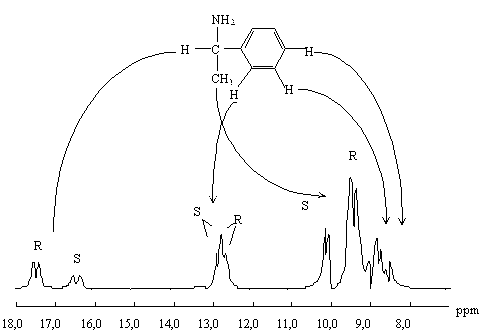 NH₂
H C H
CH₃
H H
R
S
S R
S
R
18,0 17,0 16,0 15,0 14,0 13,0 12,0 11,0 10,0 9,0 8,0 ppm